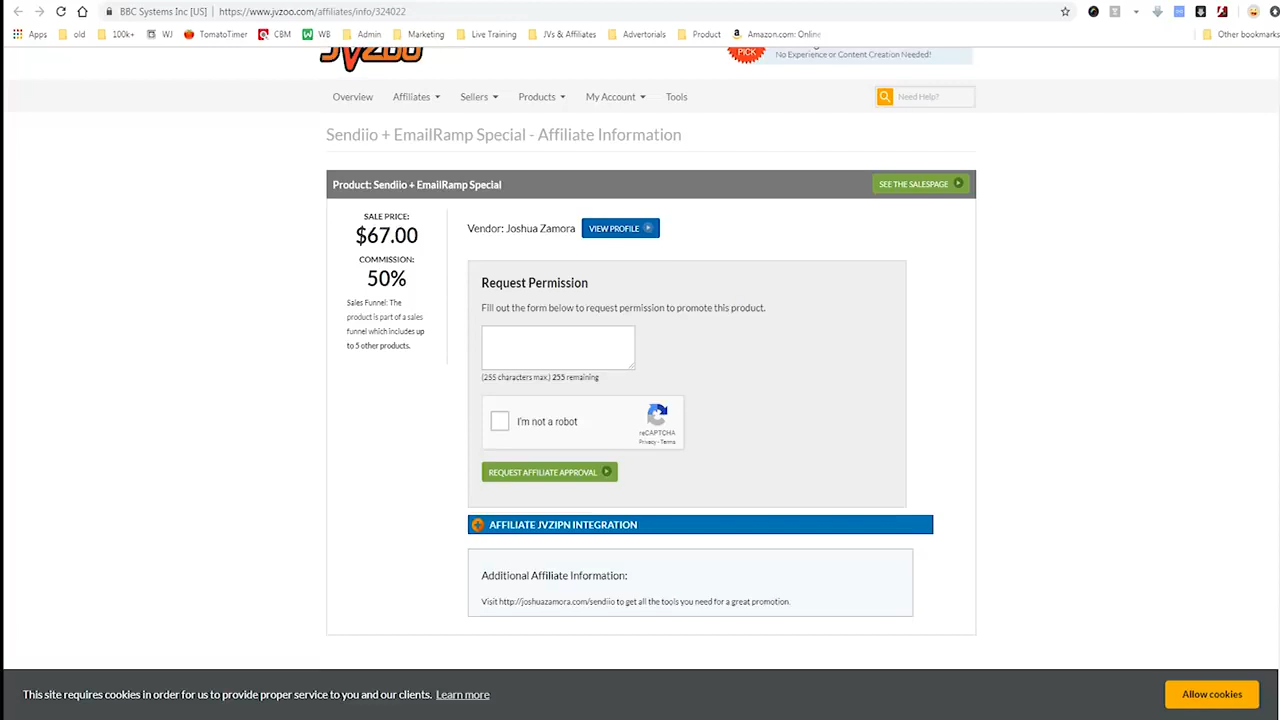 BBC Systems Inc [US] | https://www.jvzoo.com/affiliates/info/324022
Apps old 100k+ WJ TomatoTimer CBM WB Admin Marketing Live Training JVs & Affiliates Advertorials Product Amazon.com: Online Other bookmarks
JVZOO
PICK
No Experience or Content Creation Needed!
Overview Affiliates Sellers Products My Account Tools
Need Help?
Sendiio + EmailRamp Special - Affiliate Information
Product: Sendiio + EmailRamp Special
SEE THE SALESPAGE
SALE PRICE:
$67.00
COMMISSION:
50%
Sales Funnel: The
product is part of a sales
funnel which includes up
to 5 other products.
Vendor: Joshua Zamora VIEW PROFILE
Request Permission
Fill out the form below to request permission to promote this product.
(255 characters max.) 255 remaining
I'm not a robot
reCAPTCHA
Privacy - Terms
REQUEST AFFILIATE APPROVAL
AFFILIATE JVZIPN INTEGRATION
Additional Affiliate Information:
Visit http://joshuazamora.com/sendiio to get all the tools you need for a great promotion.
This site requires cookies in order for us to provide proper service to you and our clients. Learn more
Allow cookies